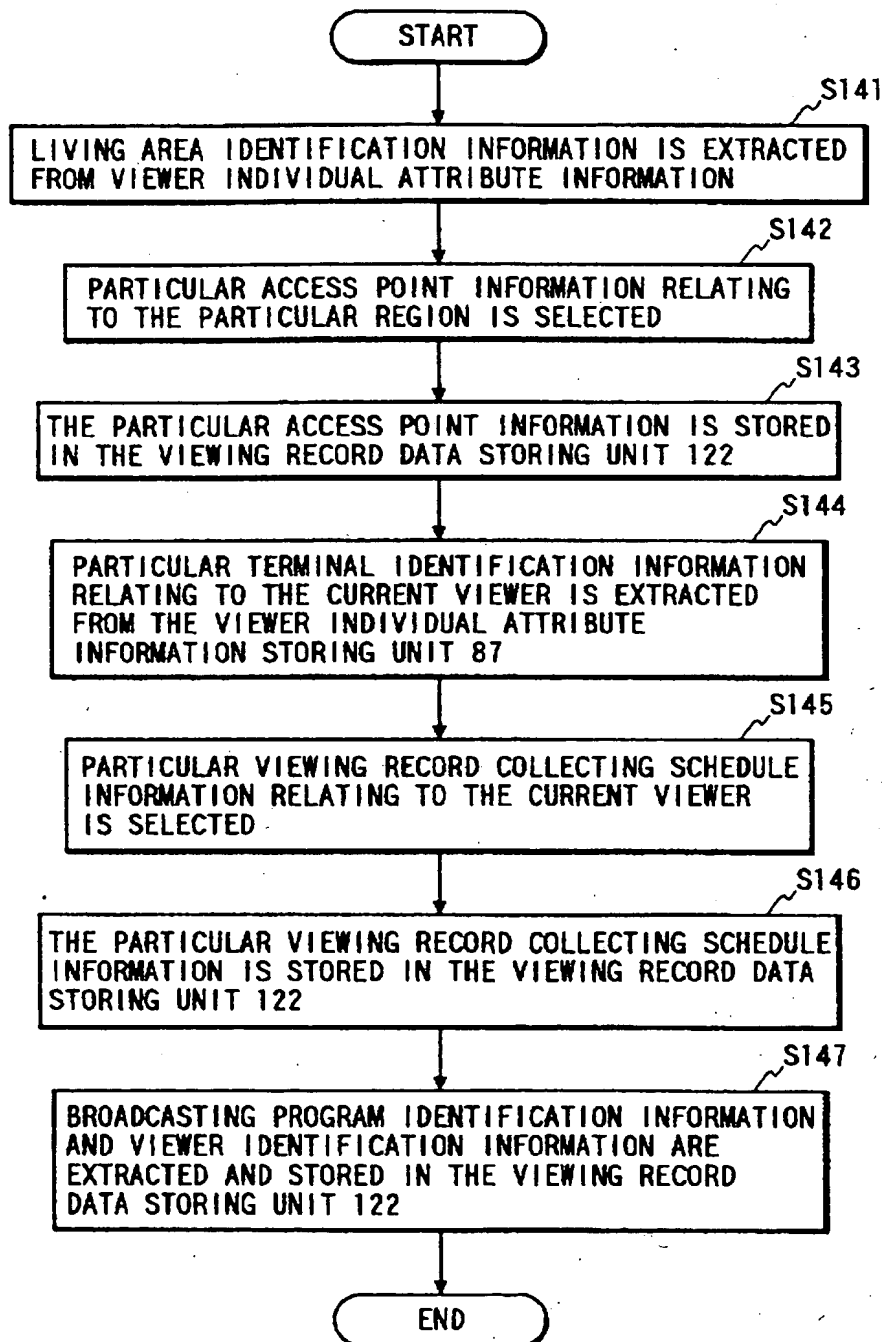 START
S141
LIVING AREA IDENTIFICATION INFORMATION IS EXTRACTED
FROM VIEWER INDIVIDUAL ATTRIBUTE INFORMATION
S142
PARTICULAR ACCESS POINT INFORMATION RELATING
TO THE PARTICULAR REGION IS SELECTED
S143
THE PARTICULAR ACCESS POINT INFORMATION IS STORED
IN THE VIEWING RECORD DATA STORING UNIT 122
S144
PARTICULAR TERMINAL IDENTIFICATION INFORMATION
RELATING TO THE CURRENT VIEWER IS EXTRACTED
FROM THE VIEWER INDIVIDUAL ATTRIBUTE
INFORMATION STORING UNIT 87
S145
PARTICULAR VIEWING RECORD COLLECTING SCHEDULE
INFORMATION RELATING TO THE CURRENT VIEWER
IS SELECTED
S146
THE PARTICULAR VIEWING RECORD COLLECTING SCHEDULE
INFORMATION IS STORED IN THE VIEWING RECORD DATA
STORING UNIT 122
S147
BROADCASTING PROGRAM IDENTIFICATION INFORMATION
AND VIEWER IDENTIFICATION INFORMATION ARE
EXTRACTED AND STORED IN THE VIEWING RECORD
DATA STORING UNIT 122
END